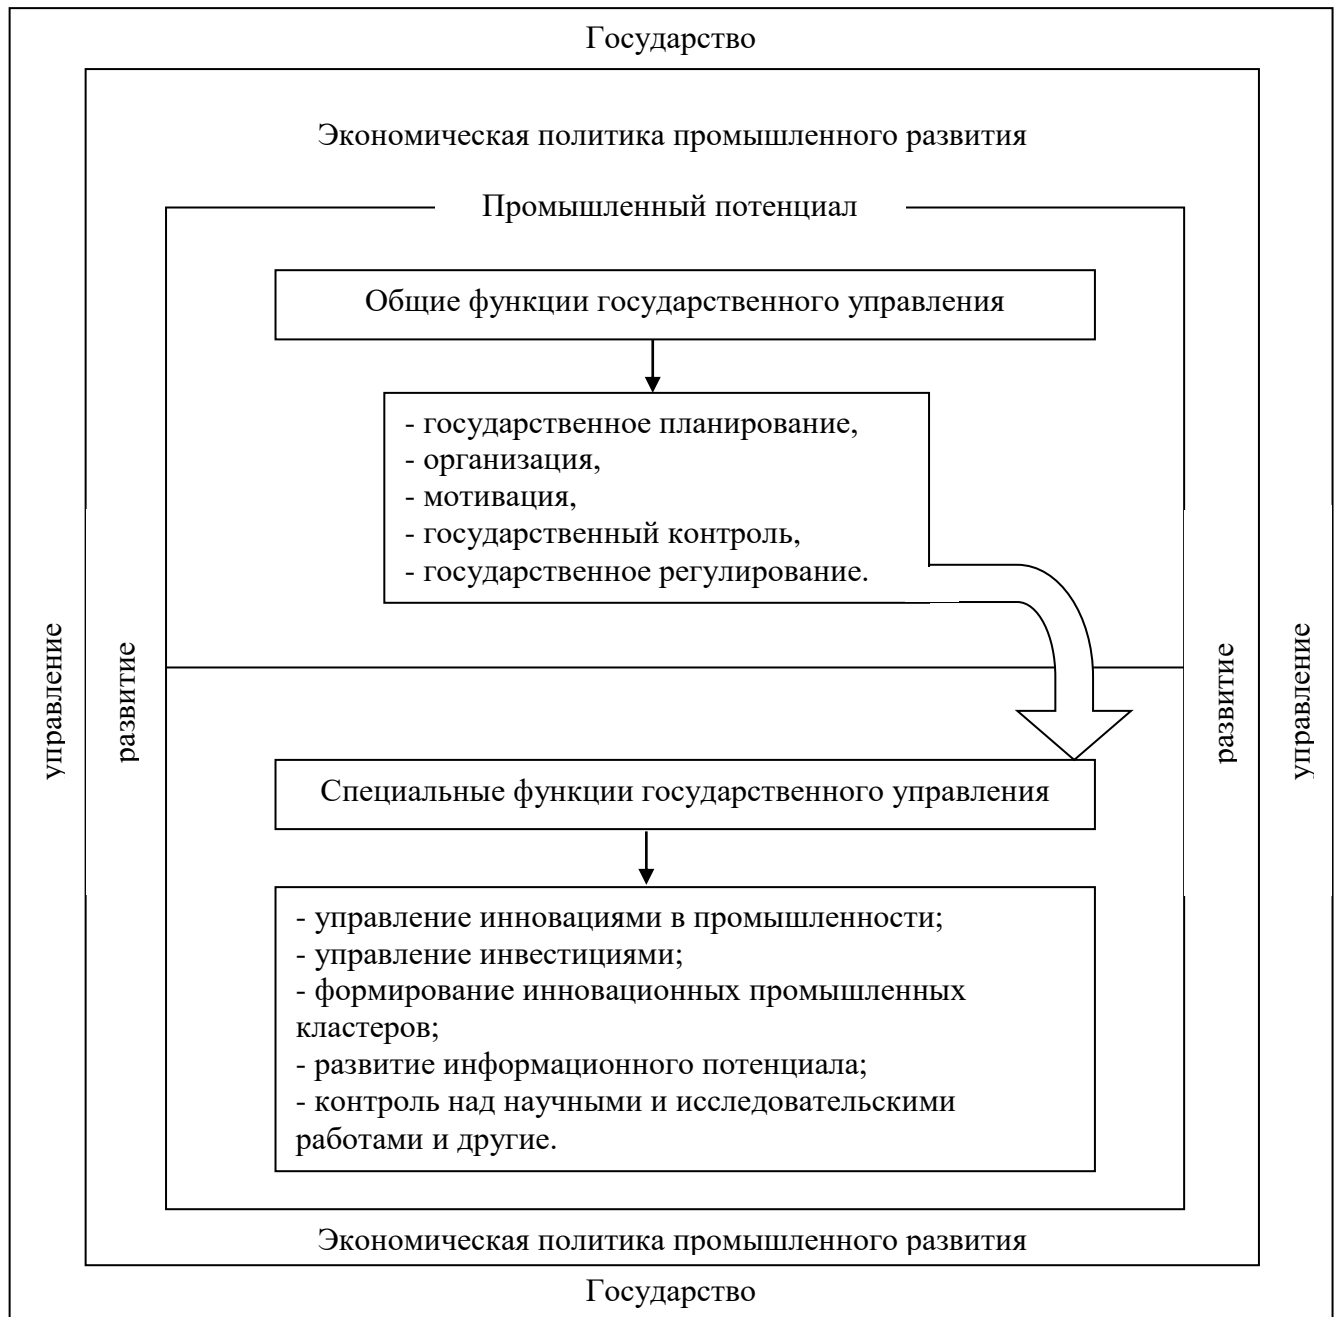 Государство
Экономическая политика промышленного развития
Промышленный потенциал
Общие функции государственного управления
- государственное планирование,
- организация,
- мотивация,
- государственный контроль,
- государственное регулирование.
управление
развитие
развитие
управление
Специальные функции государственного управления
- управление инновациями в промышленности;
- управление инвестициями;
- формирование инновационных промышленных
кластеров;
- развитие информационного потенциала;
- контроль над научными и исследовательскими
работами и другие.
Экономическая политика промышленного развития
Государство